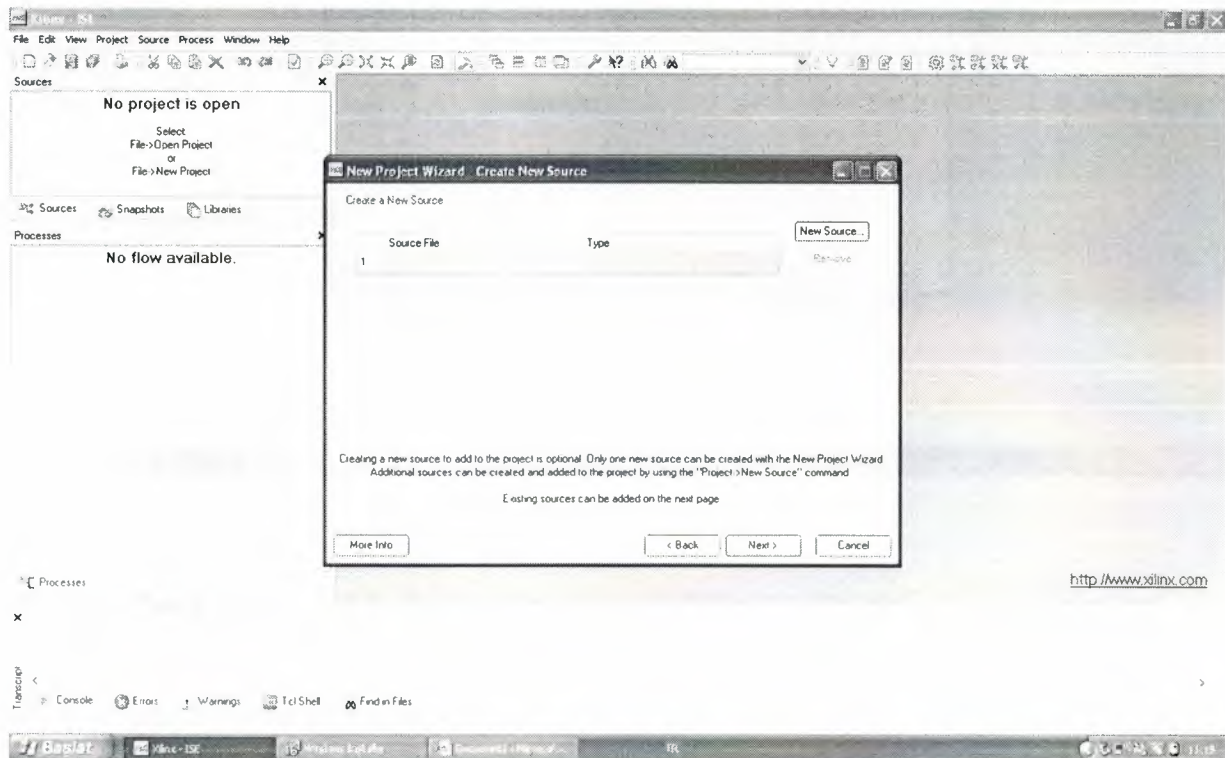 Xilinx - ISE
File Edit View Project Source Process Window Help
Sources
No project is open
Select
File->Open Project
or
File->New Project
Sources Snapshots Libraries
Processes
No flow available.
Processes
New Project Wizard - Create New Source
Create a New Source
Source File Type
1
New Source...
Remove
Creating a new source to add to the project is optional. Only one new source can be created with the New Project Wizard.
Additional sources can be created and added to the project by using the "Project->New Source" command.
Existing sources can be added on the next page.
More Info < Back Next > Cancel
http://www.xilinx.com
Transcript
Console Errors Warnings Tcl Shell Find in Files
Başlat Xilinx - ISE TR 11:15